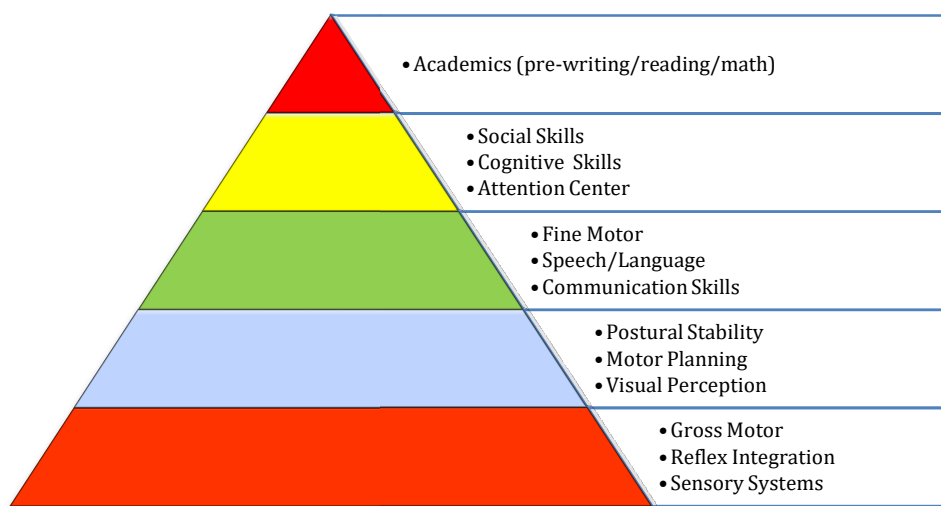 • Academics (pre-writing/reading/math)
• Social Skills
• Cognitive Skills
• Attention Center
• Fine Motor
• Speech/Language
• Communication Skills
• Postural Stability
• Motor Planning
• Visual Perception
• Gross Motor
• Reflex Integration
• Sensory Systems